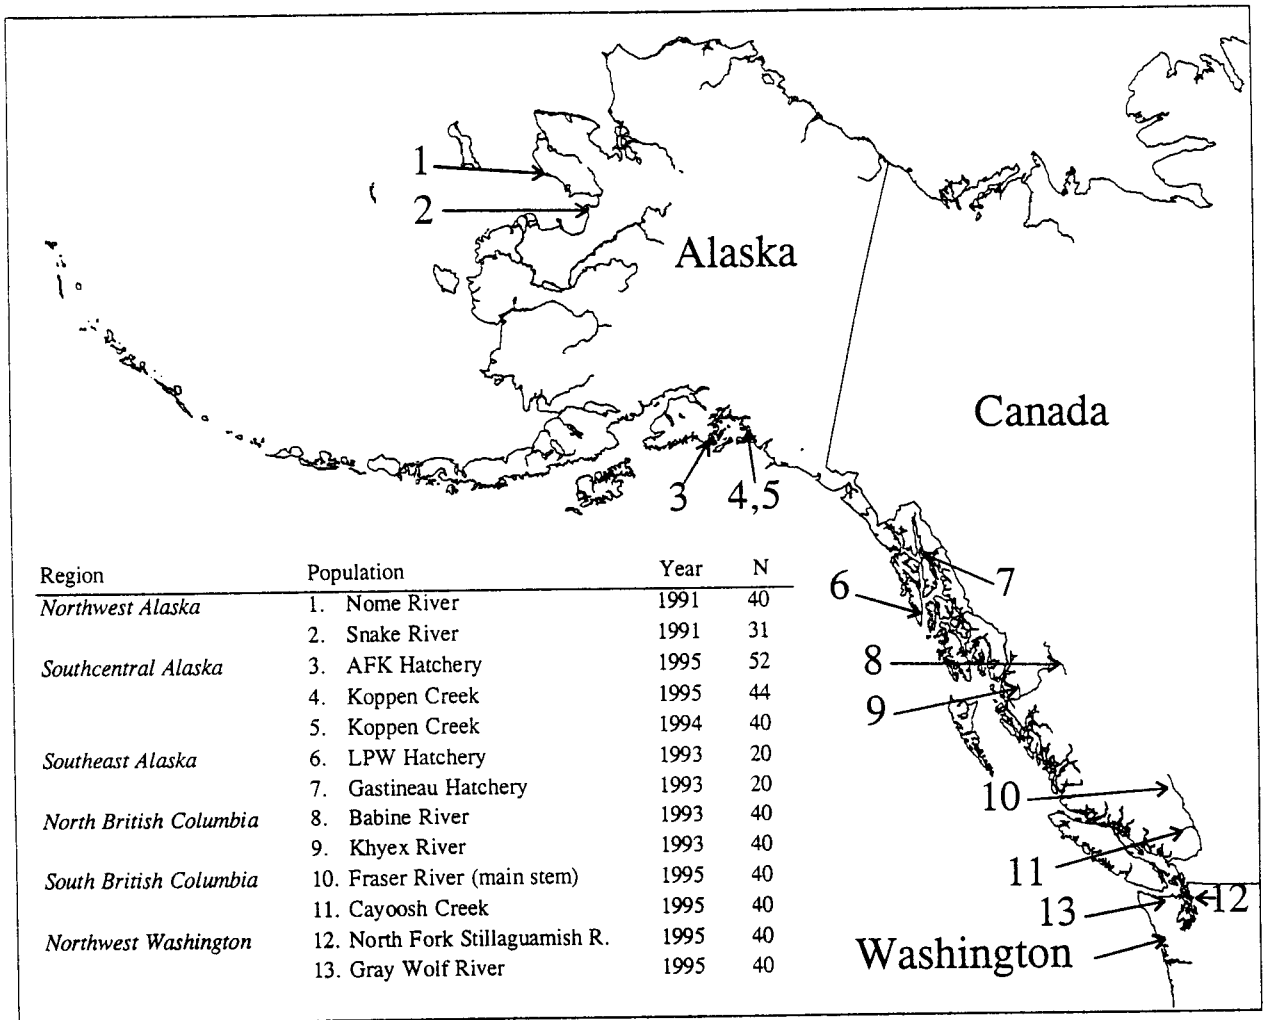 1
2
Alaska
Canada
3
4,5
6
7
8
9
10
11
12
13
Washington
Region Population Year N
Northwest Alaska 1. Nome River 1991 40
2. Snake River 1991 31
Southcentral Alaska 3. AFK Hatchery 1995 52
4. Koppen Creek 1995 44
5. Koppen Creek 1994 40
Southeast Alaska 6. LPW Hatchery 1993 20
7. Gastineau Hatchery 1993 20
North British Columbia 8. Babine River 1993 40
9. Khyex River 1993 40
South British Columbia 10. Fraser River (main stem) 1995 40
11. Cayoosh Creek 1995 40
Northwest Washington 12. North Fork Stillaguamish R. 1995 40
13. Gray Wolf River 1995 40